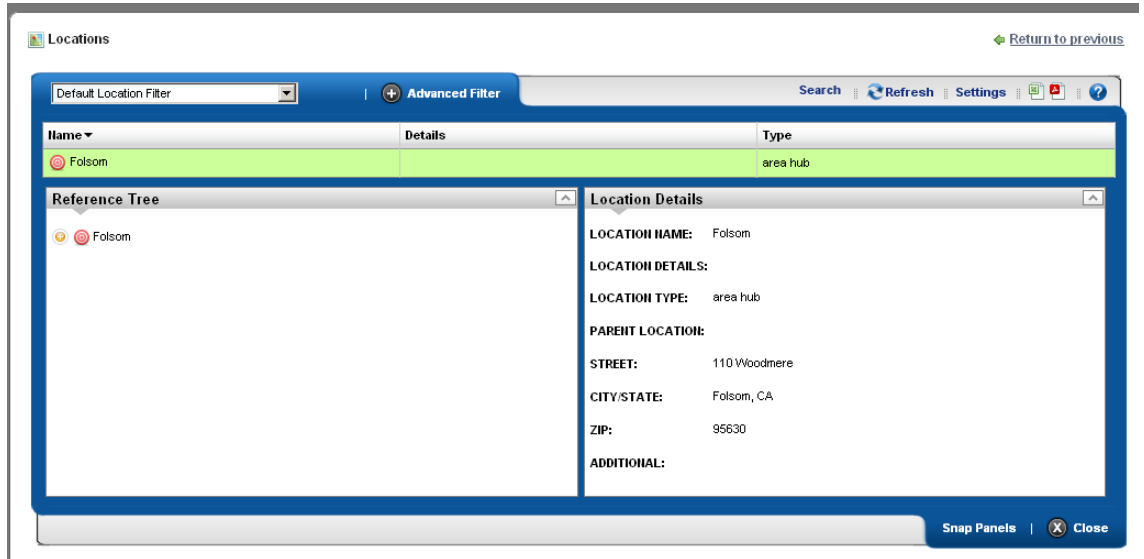 Locations
Return to previous
Default Location Filter | Advanced Filter Search Refresh Settings ?
Name Details Type
Folsom area hub
Reference Tree
Folsom
Location Details
LOCATION NAME: Folsom
LOCATION DETAILS:
LOCATION TYPE: area hub
PARENT LOCATION:
STREET: 110 Woodmere
CITY/STATE: Folsom, CA
ZIP: 95630
ADDITIONAL:
Snap Panels | X Close